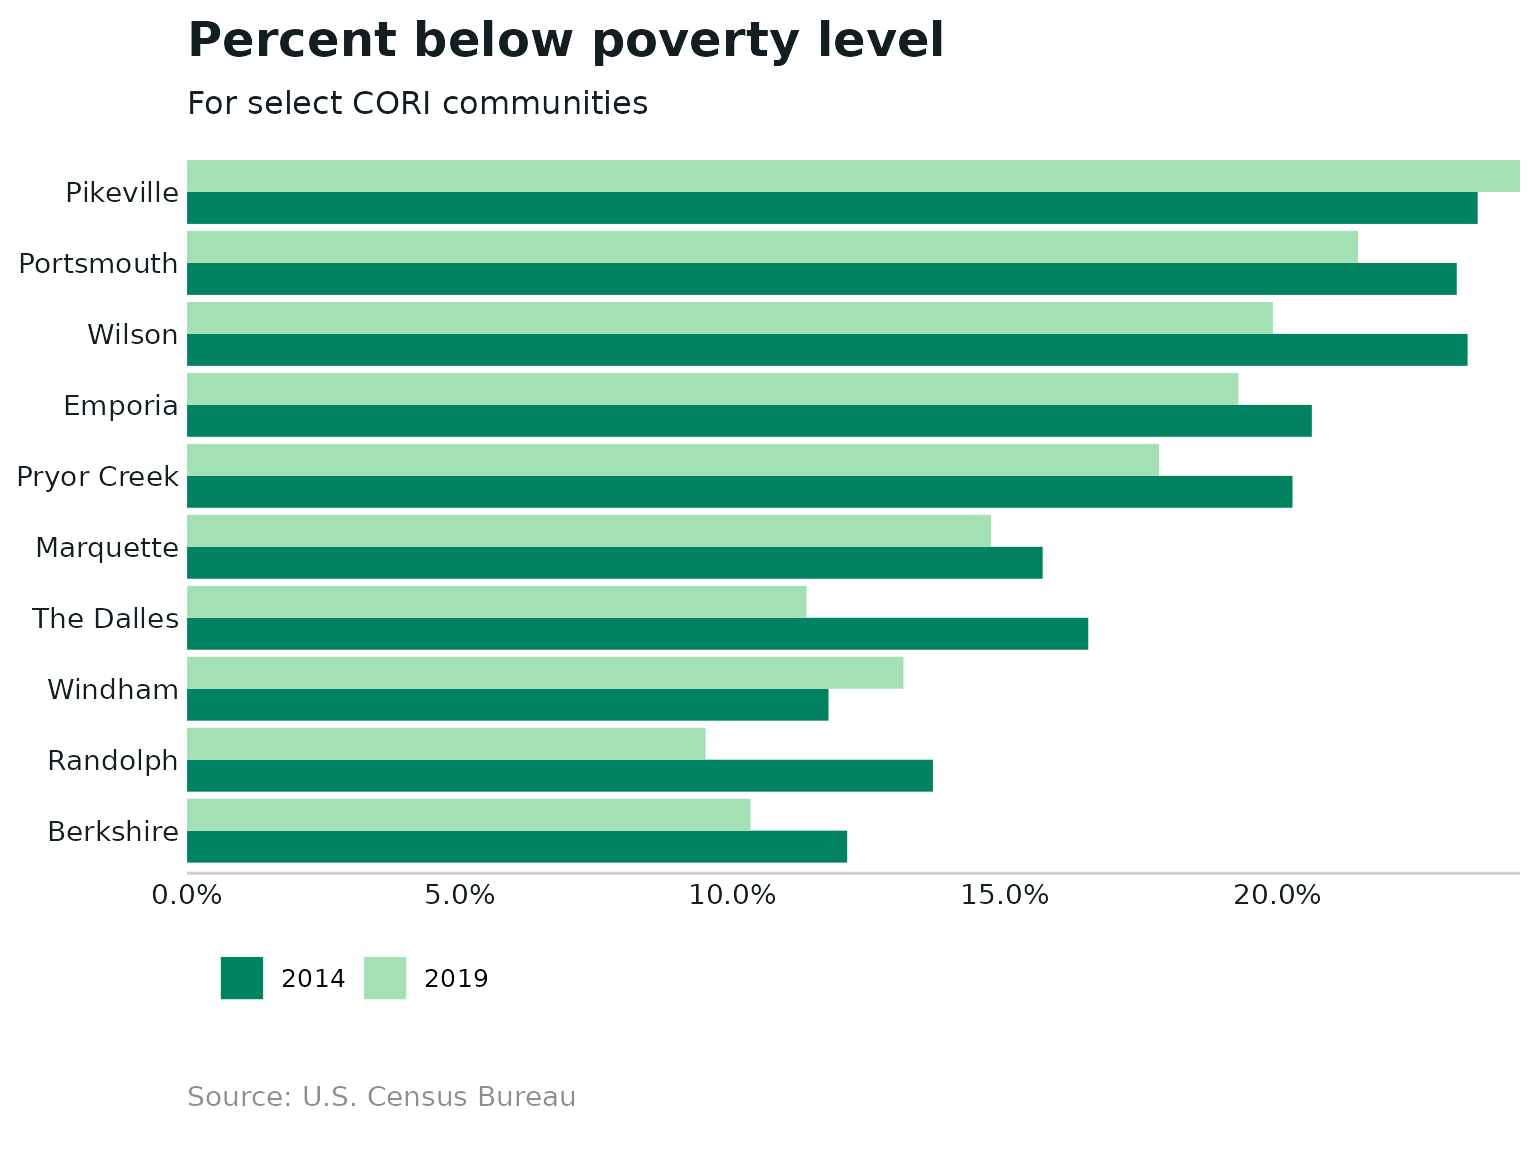 Percent below poverty level
For select CORI communities
Pikeville
Portsmouth
Wilson
Emporia
Pryor Creek
Marquette
The Dalles
Windham
Randolph
Berkshire
0.0% 5.0% 10.0% 15.0% 20.0%
2014 2019
Source: U.S. Census Bureau